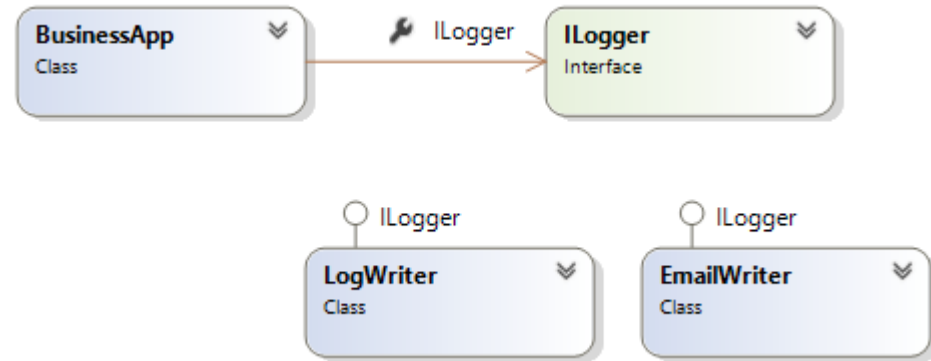 BusinessApp
Class
ILogger
ILogger
Interface
ILogger
LogWriter
Class
ILogger
EmailWriter
Class